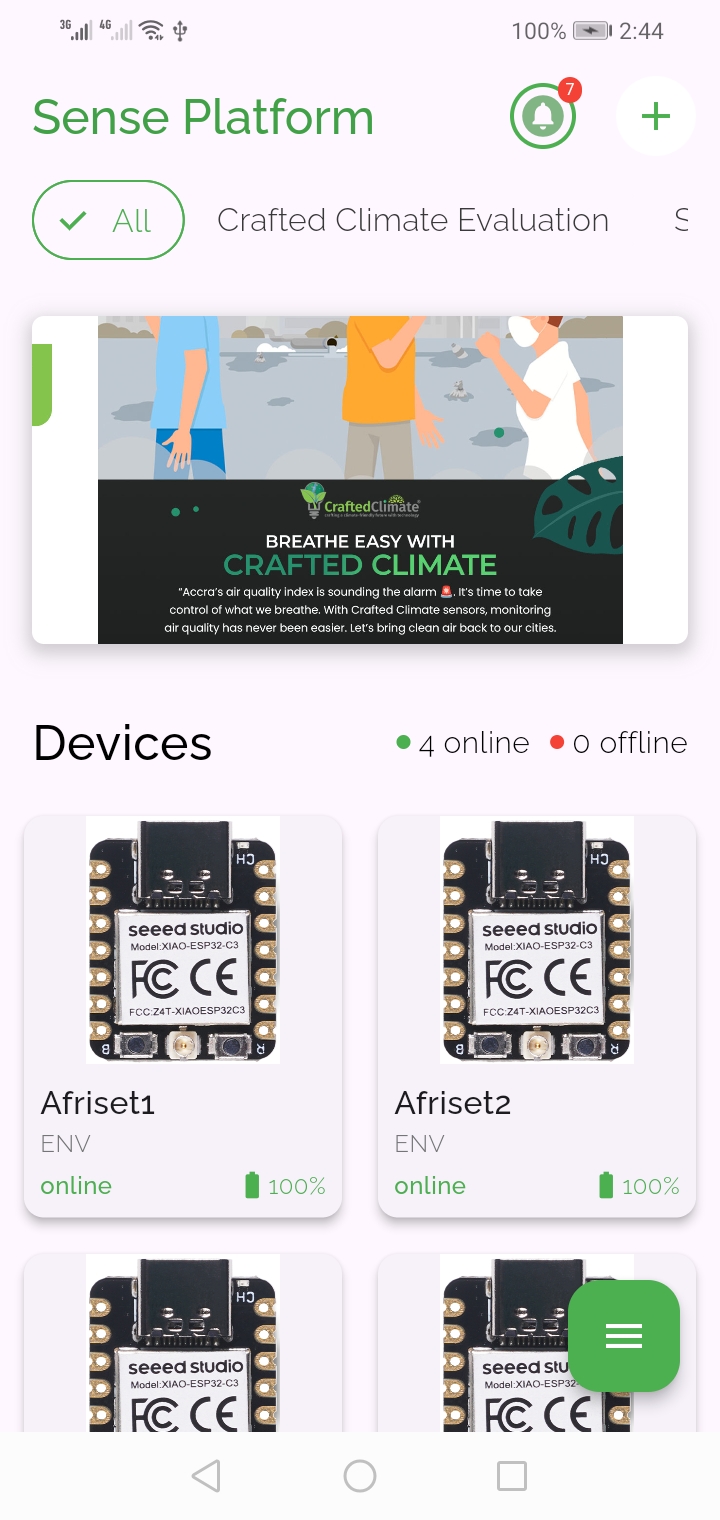 3G 4G 100% 2:44
Sense Platform 7
All Crafted Climate Evaluation S
CraftedClimate
BREATHE EASY WITH
CRAFTED CLIMATE
"Accra's air quality index is sounding the alarm 🚨. It's time to take
control of what we breathe. With Crafted Climate sensors, monitoring
air quality has never been easier. Let's bring clean air back to our cities.
Devices 4 online 0 offline
CH
seeed studio
Model:XIAO-ESP32-C3
FC CE
FCC:Z4T-XIAOESP32C3
B R
Afriset1
ENV
online 100%
CH
seeed studio
Model:XIAO-ESP32-C3
FC CE
FCC:Z4T-XIAOESP32C3
B R
Afriset2
ENV
online 100%
CH
seeed studio
Model:XIAO-ESP32-C3
FC CE
seeed
Model:XIAO-ESP32-C
FC CE